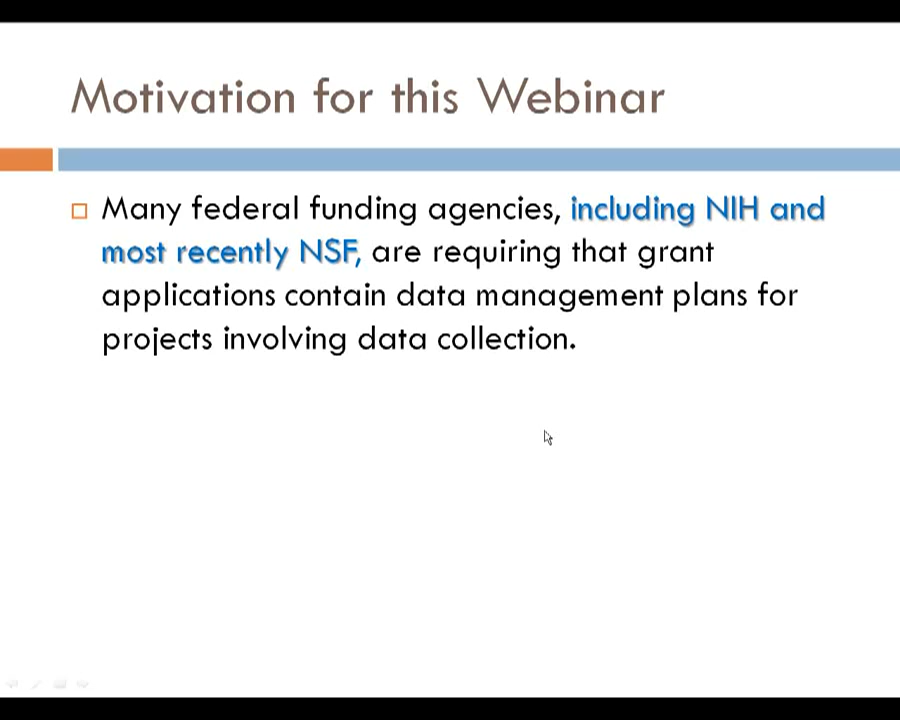 Motivation for this Webinar
Many federal funding agencies, including NIH and
most recently NSF, are requiring that grant
applications contain data management plans for
projects involving data collection.